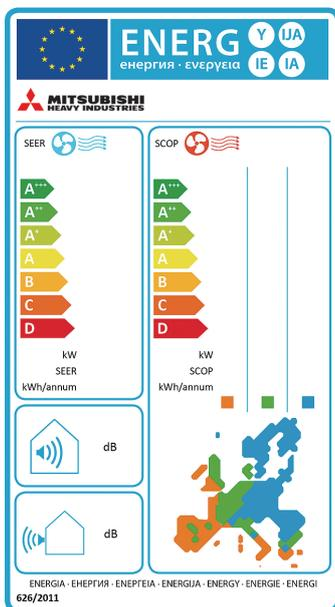 ENERG Y IJA
енергия · ενεργεια IE IA
MITSUBISHI
HEAVY INDUSTRIES
SEER
SCOP
A+++
A++
A+
A
B
C
D
A+++
A++
A+
A
B
C
D
kW
SEER
kWh/annum
kW
SCOP
kWh/annum
dB
dB
ENERGIA · ЕНЕРГИЯ · ΕΝΕΡΓΕΙΑ · ENERGIJA · ENERGY · ENERGIE · ENERGI
626/2011